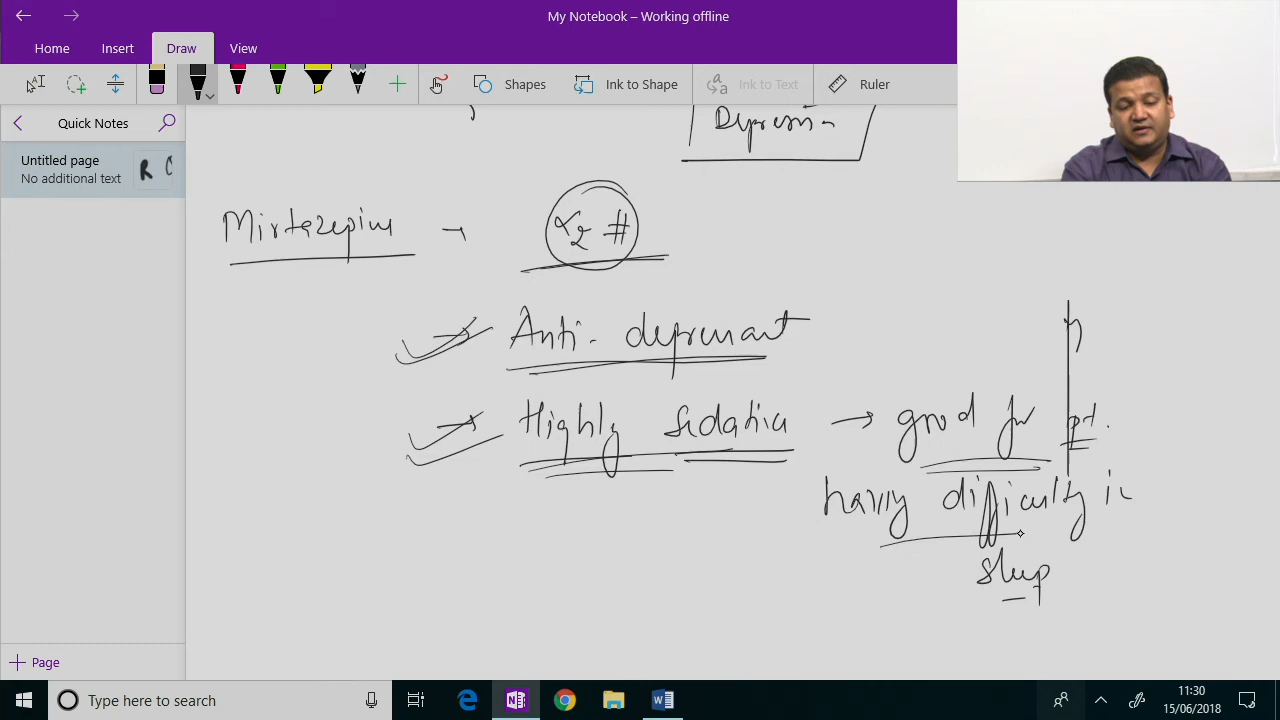 My Notebook – Working offline
Home Insert Draw View
Shapes Ink to Shape Ink to Text Ruler
Quick Notes
Untitled page
No additional text
R
Depression
Mirtazepine → α2 #
→ Anti-depressant
→ Highly sedative → good for pt.
having difficulty in
sleep
+ Page
Type here to search
11:30
15/06/2018